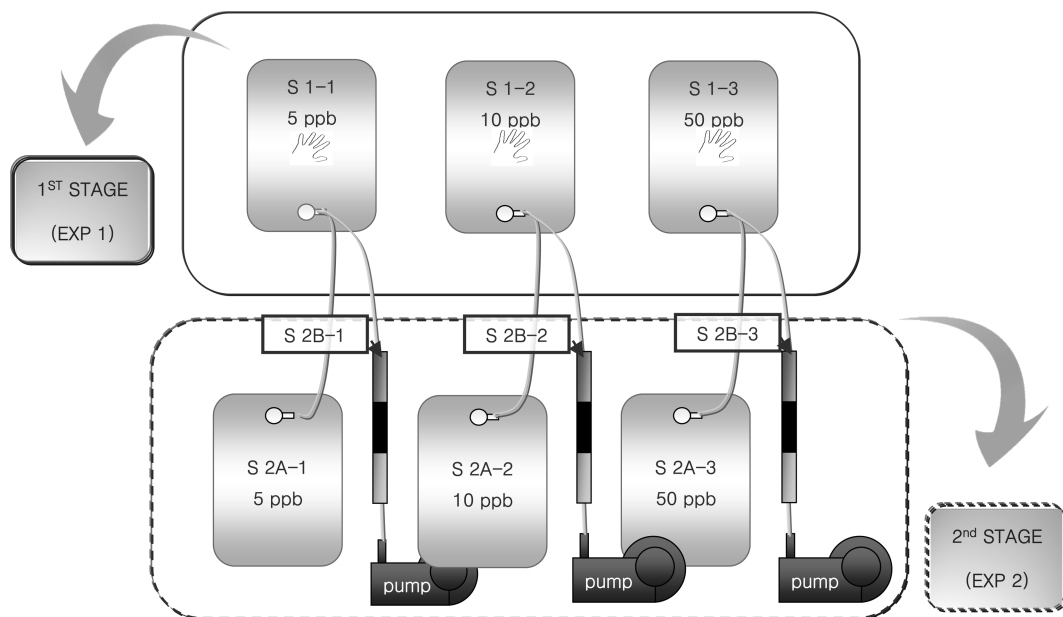 S 1–1
5 ppb
S 1–2
10 ppb
S 1–3
50 ppb
1ST STAGE
(EXP 1)
S 2B–1
S 2B–2
S 2B–3
S 2A–1
5 ppb
S 2A–2
10 ppb
S 2A–3
50 ppb
2nd STAGE
(EXP 2)
pump
pump
pump